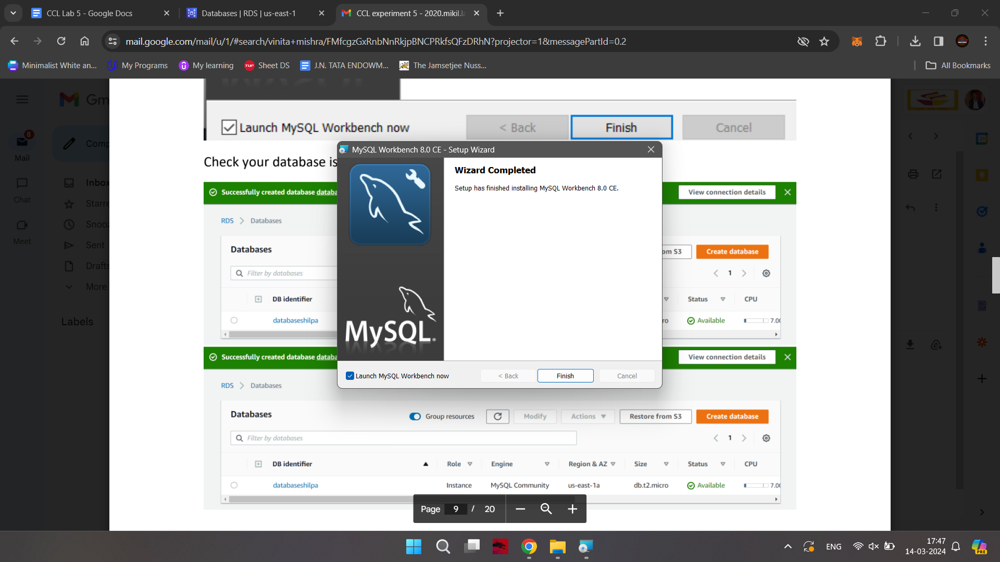 CCL Lab 5 - Google Docs
Databases | RDS | us-east-1
CCL experiment 5 - 2020.mikil.la
mail.google.com/mail/u/1/#search/vinita+mishra/FMfcgzGxRnbNnRkjpBNCPRkfsQFzDRhN?projector=1&messagePartId=0.2
Minimalist White an...
My Programs
My learning
Sheet DS
J.N. TATA ENDOWM...
The Jamsetjee Nuss...
All Bookmarks
Gm
Launch MySQL Workbench now
< Back
Finish
Cancel
8
Comp
Mail
MySQL Workbench 8.0 CE - Setup Wizard
Check your database is
Wizard Completed
Setup has finished installing MySQL Workbench 8.0 CE.
Inbox
Chat
Starre
Snooz
Meet
Sent
Drafts
More
Labels
Successfully created database databa
View connection details
RDS > Databases
Databases
om S3
Create database
Filter by databases
1
DB identifier
Status
CPU
databaseshilpa
ro
Available
7.00
MySQL
Successfully created database databa
View connection details
Launch MySQL Workbench now
< Back
Finish
Cancel
RDS > Databases
Databases
Group resources
Modify
Actions
Restore from S3
Create database
Filter by databases
1
DB identifier
Role
Engine
Region & AZ
Size
Status
CPU
databaseshilpa
Instance
MySQL Community
us-east-1a
db.t2.micro
Available
7.00
Page 9 / 20
31
ENG
17:47
14-03-2024
PRE